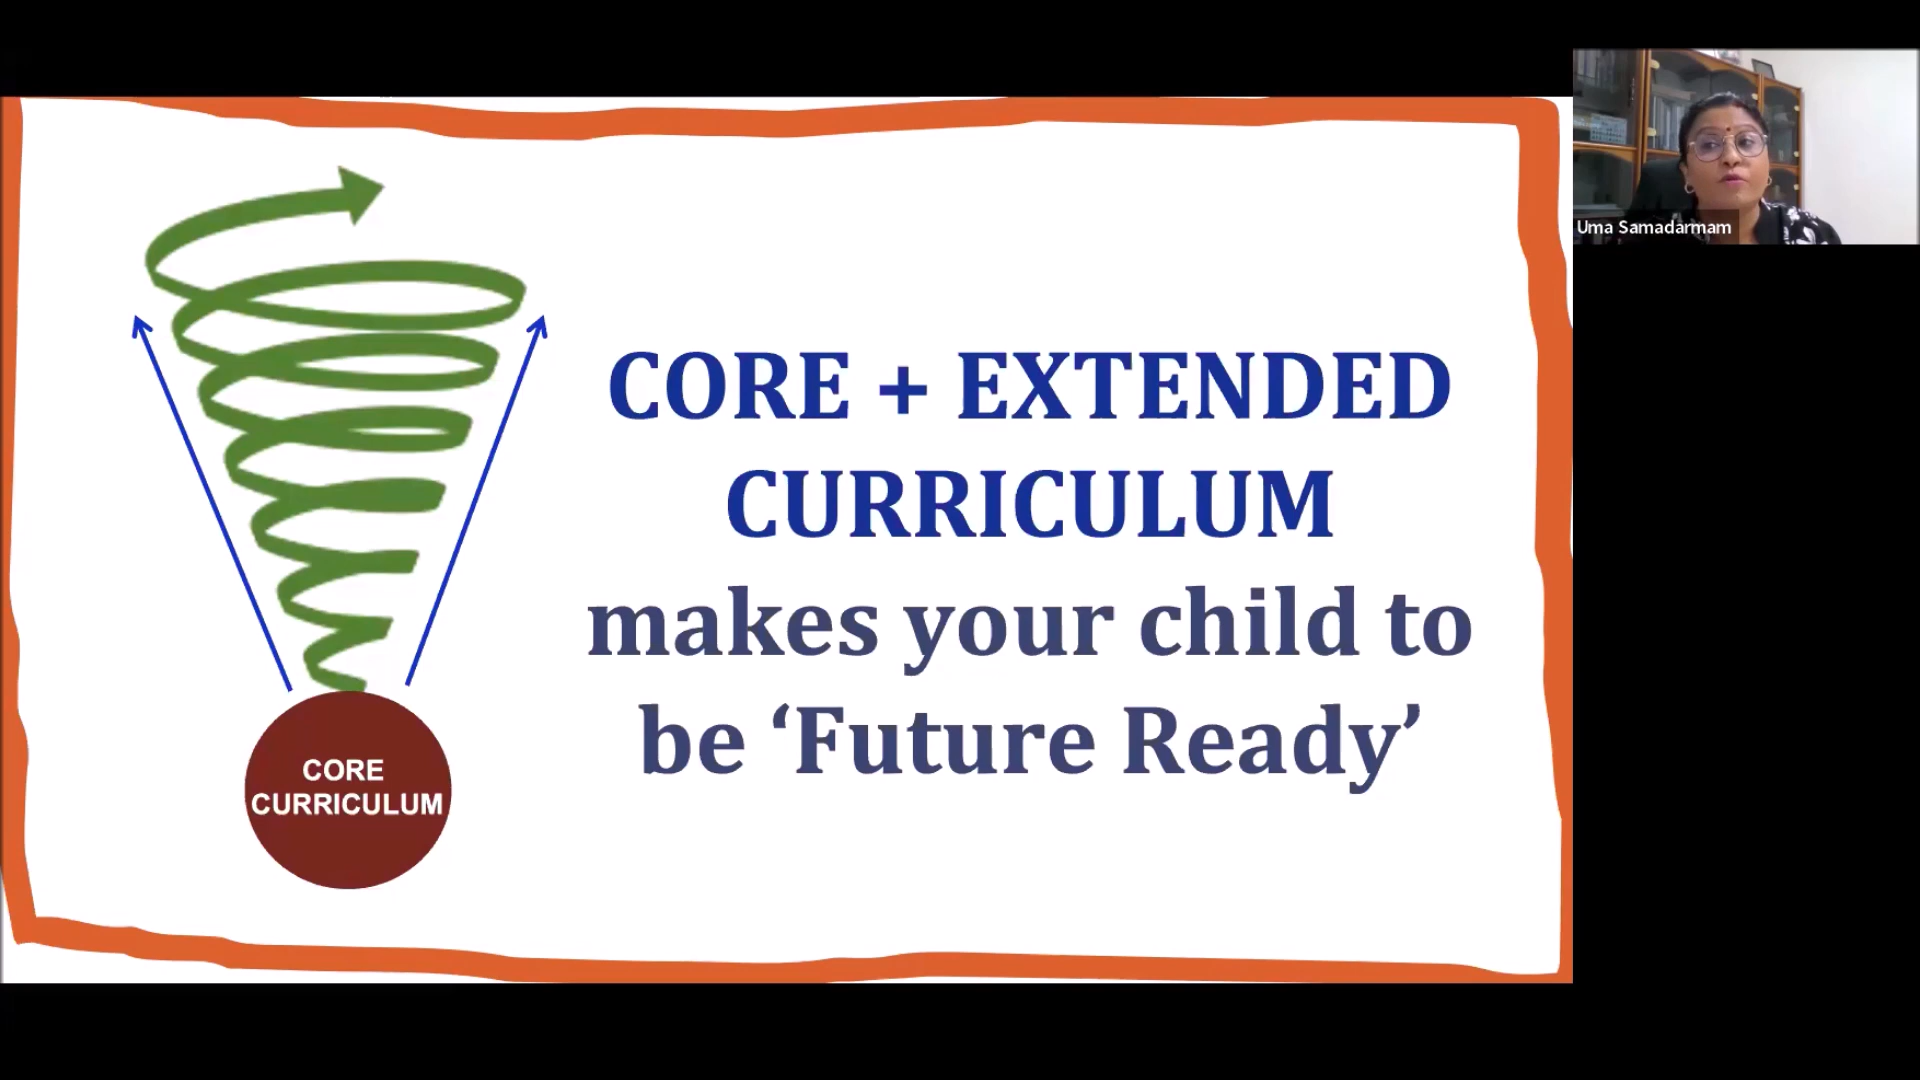 CORE + EXTENDED
CURRICULUM
makes your child to
be ‘Future Ready’
CORE
CURRICULUM
Uma Samadarmam